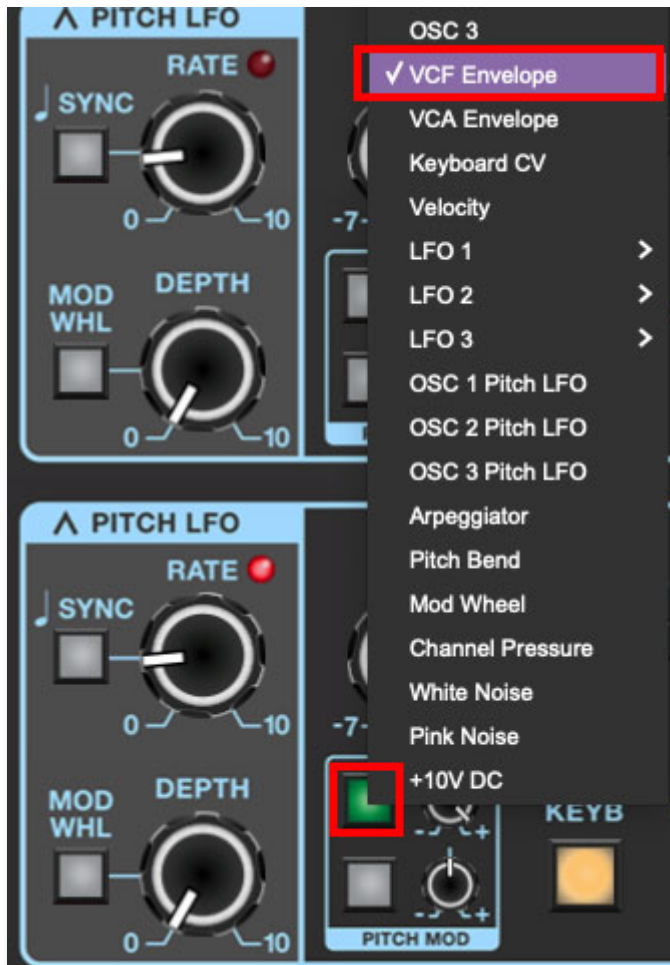 Λ PITCH LFO
RATE
SYNC
0 10
MOD
WHL
DEPTH
0 10
-7-
OSC 3
✓ VCF Envelope
VCA Envelope
Keyboard CV
Velocity
LFO 1 >
LFO 2 >
LFO 3 >
OSC 1 Pitch LFO
OSC 2 Pitch LFO
OSC 3 Pitch LFO
Arpeggiator
Pitch Bend
Mod Wheel
Channel Pressure
White Noise
Pink Noise
+10V DC
Λ PITCH LFO
RATE
SYNC
0 10
MOD
WHL
DEPTH
0 10
-7-
- +
- +
PITCH MOD
KEYB